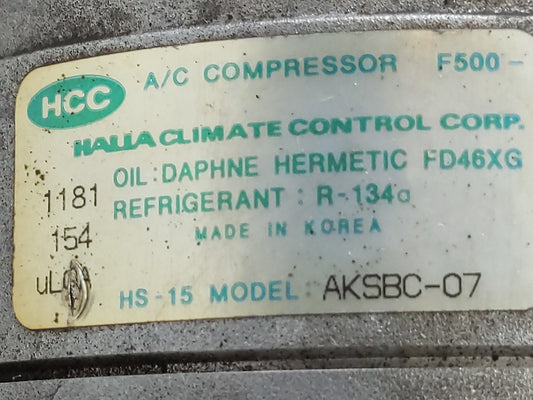 HCC
A/C COMPRESSOR F500-
HALLA CLIMATE CONTROL CORP.
OIL: DAPHNE HERMETIC FD46XG
1181
REFRIGERANT : R-134a
154
MADE IN KOREA
HS-15 MODEL: AKSBC-07